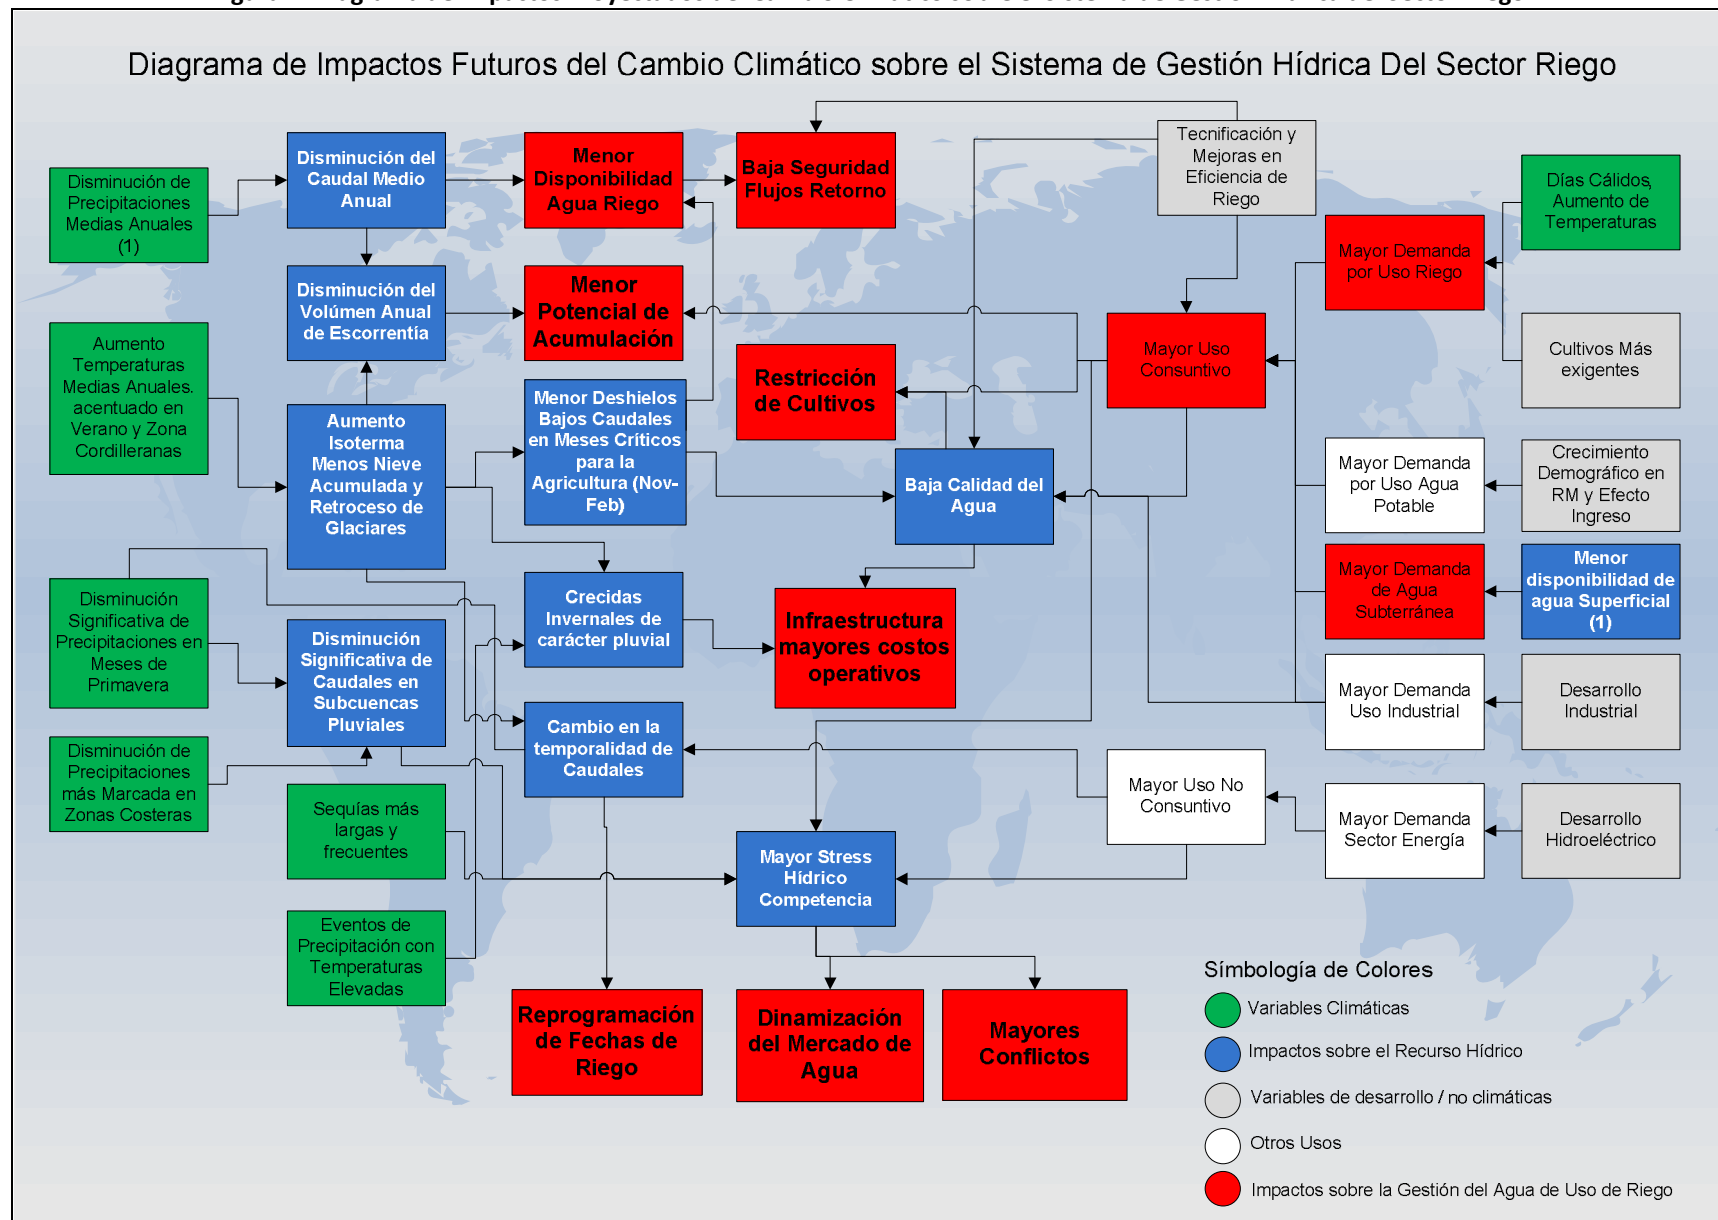 Diagrama de Impactos Futuros del Cambio Climático sobre el Sistema de Gestión Hídrica Del Sector Riego
Disminución de
Precipitaciones
Medias Anuales
(1)
Disminución del
Caudal Medio
Anual
Menor
Disponibilidad
Agua Riego
Baja Seguridad
Flujos Retorno
Tecnificación y
Mejoras en
Eficiencia de
Riego
Días Cálidos,
Aumento de
Temperaturas
Mayor Demanda
por Uso Riego
Disminución del
Volúmen Anual
de Escorrentía
Menor
Potencial de
Acumulación
Aumento
Temperaturas
Medias Anuales.
acentuado en
Verano y Zona
Cordilleranas
Restricción
de Cultivos
Mayor Uso
Consuntivo
Cultivos Más
exigentes
Aumento
Isoterma
Menos Nieve
Acumulada y
Retroceso de
Glaciares
Menor Deshielos
Bajos Caudales
en Meses Críticos
para la
Agricultura (Nov-
Feb)
Baja Calidad del
Agua
Mayor Demanda
por Uso Agua
Potable
Crecimiento
Demográfico en
RM y Efecto
Ingreso
Disminución
Significativa de
Precipitaciones en
Meses de
Primavera
Crecidas
Invernales de
carácter pluvial
Infraestructura
mayores costos
operativos
Mayor Demanda
de Agua
Subterránea
Menor
disponibilidad de
agua Superficial
(1)
Disminución
Significativa de
Caudales en
Subcuencas
Pluviales
Mayor Demanda
Uso Industrial
Desarrollo
Industrial
Disminución de
Precipitaciones
más Marcada en
Zonas Costeras
Cambio en la
temporalidad de
Caudales
Sequías más
largas y
frecuentes
Mayor Uso No
Consuntivo
Mayor Demanda
Sector Energía
Desarrollo
Hidroeléctrico
Mayor Stress
Hídrico
Competencia
Eventos de
Precipitación con
Temperaturas
Elevadas
Reprogramación
de Fechas de
Riego
Dinamización
del Mercado de
Agua
Mayores
Conflictos
Símbología de Colores
Variables Climáticas
Impactos sobre el Recurso Hídrico
Variables de desarrollo / no climáticas
Otros Usos
Impactos sobre la Gestión del Agua de Uso de Riego